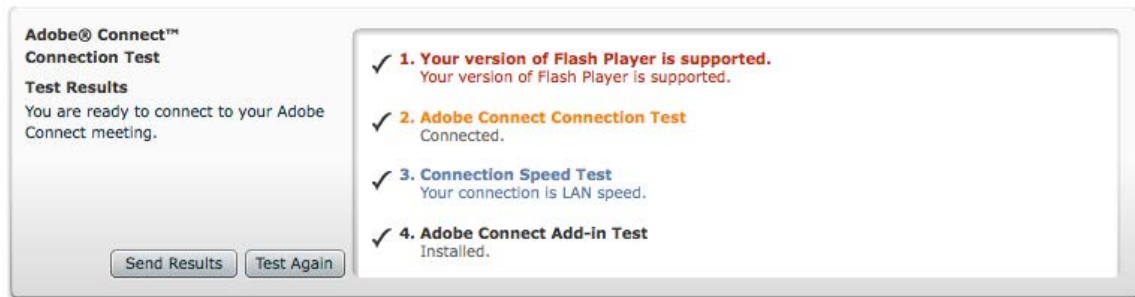 Adobe® Connect™
Connection Test
Test Results
You are ready to connect to your Adobe
Connect meeting.
Send Results
Test Again
1. Your version of Flash Player is supported.
Your version of Flash Player is supported.
2. Adobe Connect Connection Test
Connected.
3. Connection Speed Test
Your connection is LAN speed.
4. Adobe Connect Add-in Test
Installed.